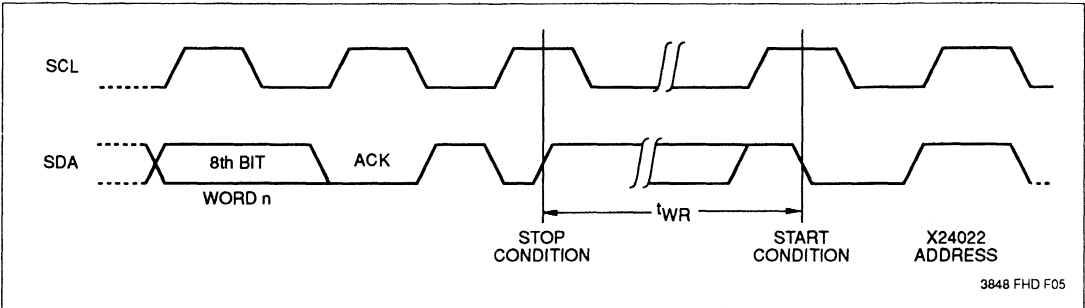 SCL
SDA
8th BIT
ACK
WORD n
tWR
STOP
CONDITION
START
CONDITION
X24022
ADDRESS
3848 FHD F05